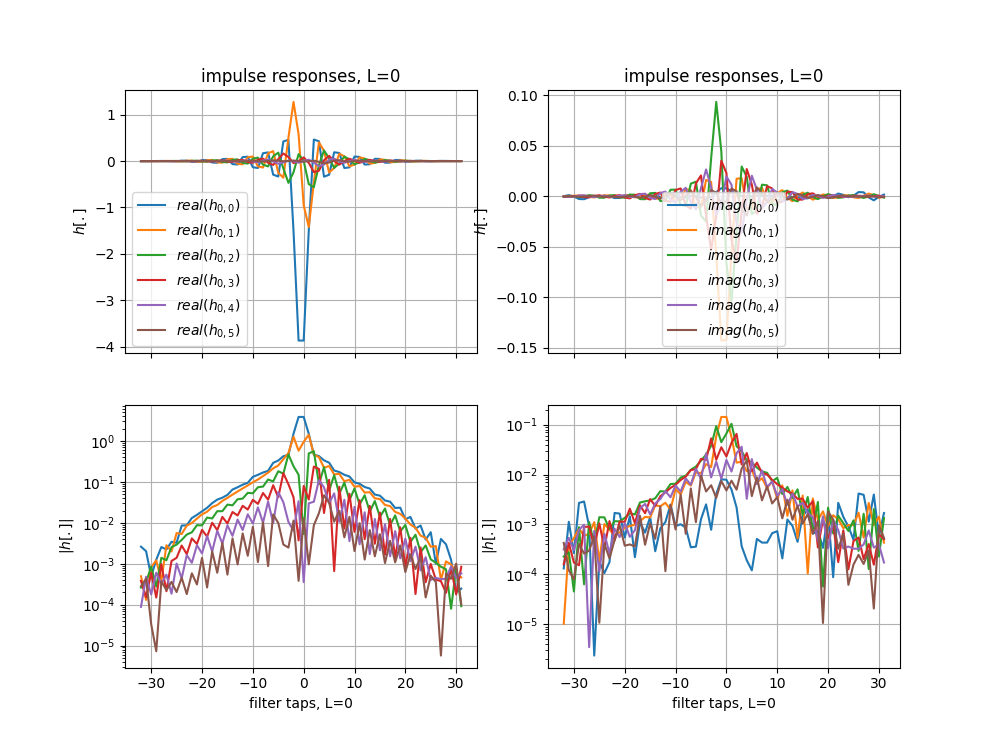 impulse responses, L=0
impulse responses, L=0
1
0
−1
−2
−3
−4
h[.]
real(h0,0)
real(h0,1)
real(h0,2)
real(h0,3)
real(h0,4)
real(h0,5)
0.10
0.05
0.00
−0.05
−0.10
−0.15
h[.]
imag(h0,0)
imag(h0,1)
imag(h0,2)
imag(h0,3)
imag(h0,4)
imag(h0,5)
10^0
10^−1
10^−2
10^−3
10^−4
10^−5
|h[.]|
−30 −20 −10 0 10 20 30
filter taps, L=0
10^−1
10^−2
10^−3
10^−4
10^−5
|h[.]|
−30 −20 −10 0 10 20 30
filter taps, L=0